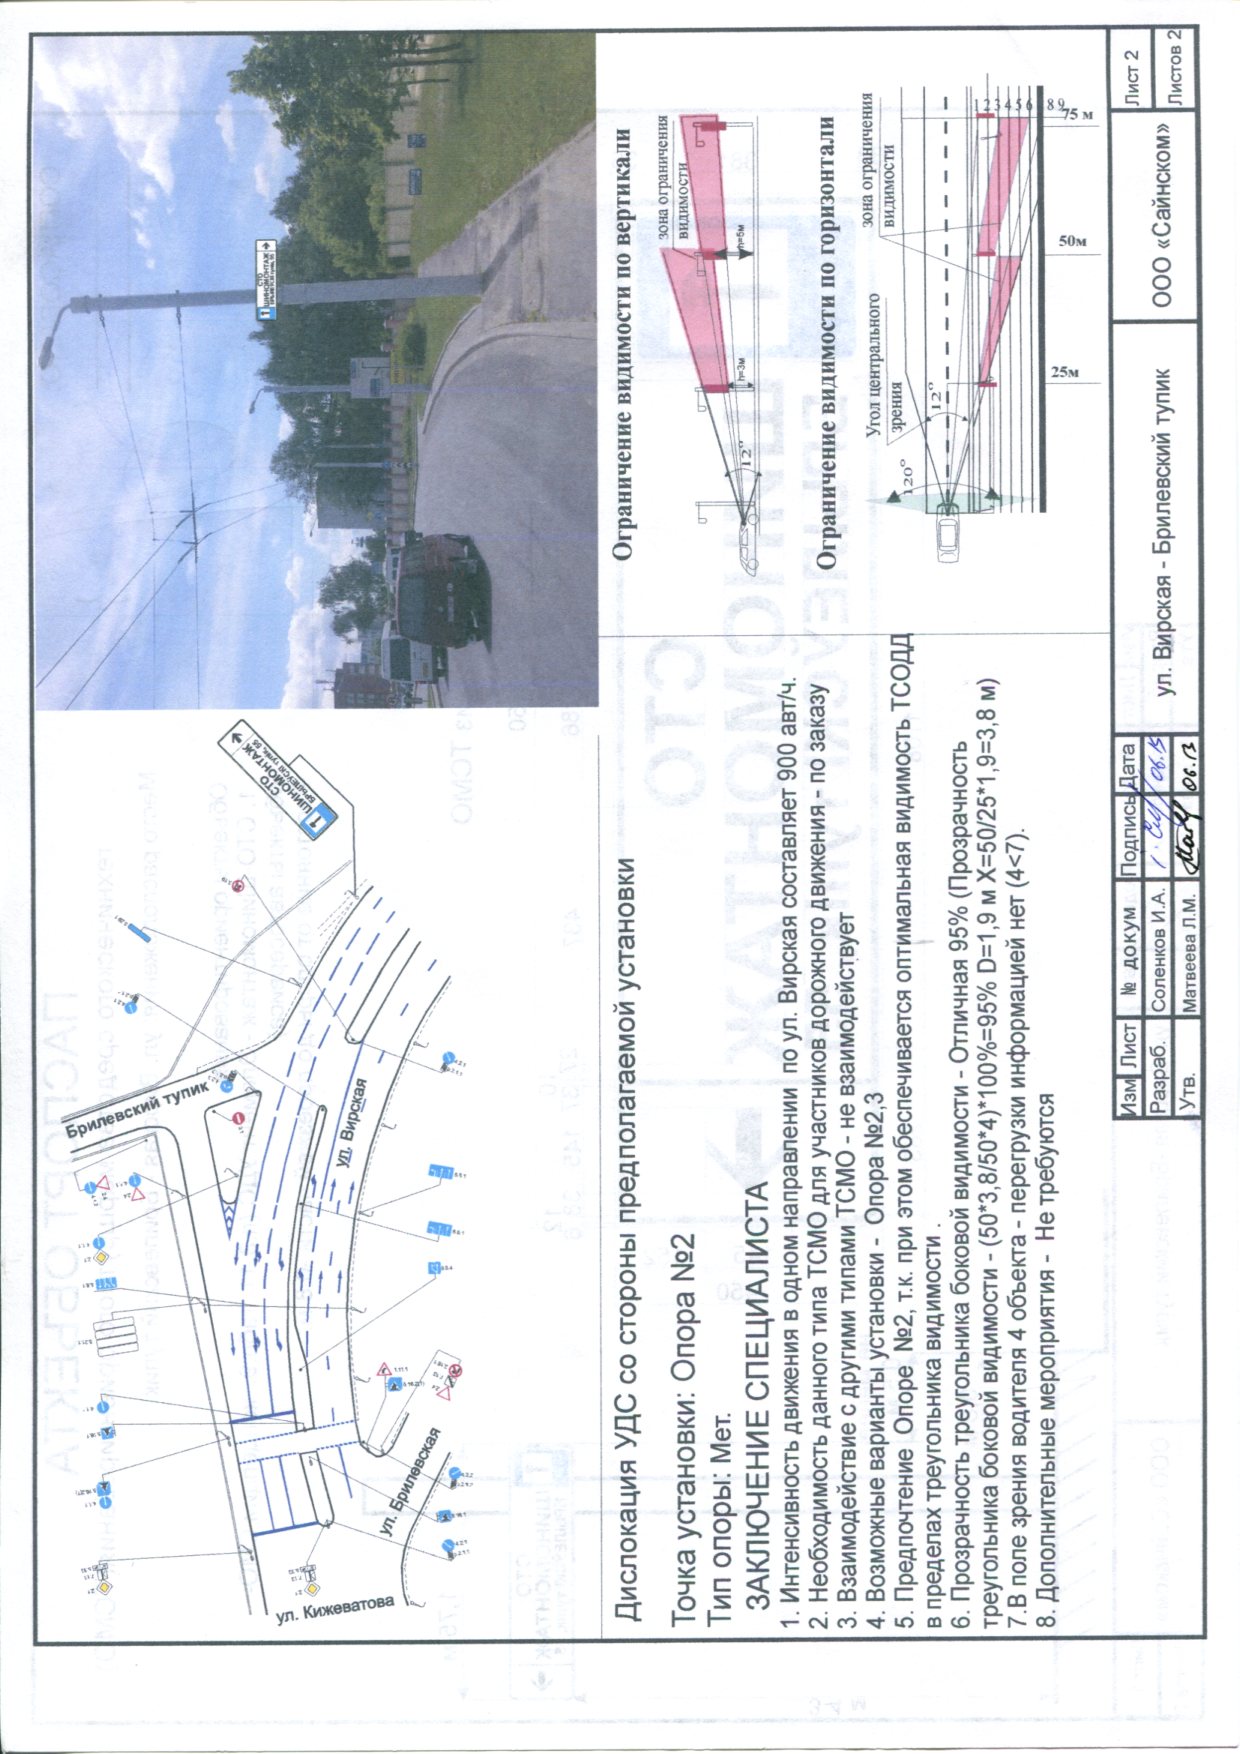 СТО
ШИНОМОНТАЖ
БРЫЛЕЎСКІ тупік, 5Б
1
Брилевский тупик
ул. Вирская
ул. Брилевская
ул. Кижеватова
СТО
ШИНОМОНТАЖ
1
Дислокация УДС со стороны предполагаемой установки
Точка установки: Опора №2
Тип опоры: Мет.
ЗАКЛЮЧЕНИЕ СПЕЦИАЛИСТА
1. Интенсивность движения в одном направлении по ул. Вирская составляет 900 авт/ч.
2. Необходимость данного типа ТСМО для участников дорожного движения - по заказу
3. Взаимодействие с другими типами ТСМО - не взаимодействует
4. Возможные варианты установки - Опора №2,3
5. Предпочтение Опоре №2, т.к. при этом обеспечивается оптимальная видимость ТСОДД
в пределах треугольника видимости.
6. Прозрачность треугольника боковой видимости - Отличная 95% (Прозрачность
треугольника боковой видимости - (50*3,8/50*4)*100%=95% D=1,9 м X=50/25*1,9=3,8 м)
7.В поле зрения водителя 4 объекта - перегрузки информацией нет (4<7).
8. Дополнительные мероприятия - Не требуются
Ограничение видимости по вертикали
зона ограничения
видимости
12°
h=3м
h=5м
Ограничение видимости по горизонтали
Угол центрального
зрения
зона ограничения
видимости
120°
12°
1 2 3 4 5 6 8 9
25м
50м
75 м
Изм Лист № докум Подпись Дата
Разраб. Соленков И.А. 06.13
Утв. Матвеева Л.М. 06.13
ул. Вирская - Брилевский тупик
ООО «Сайнском»
Лист 2
Листов 2